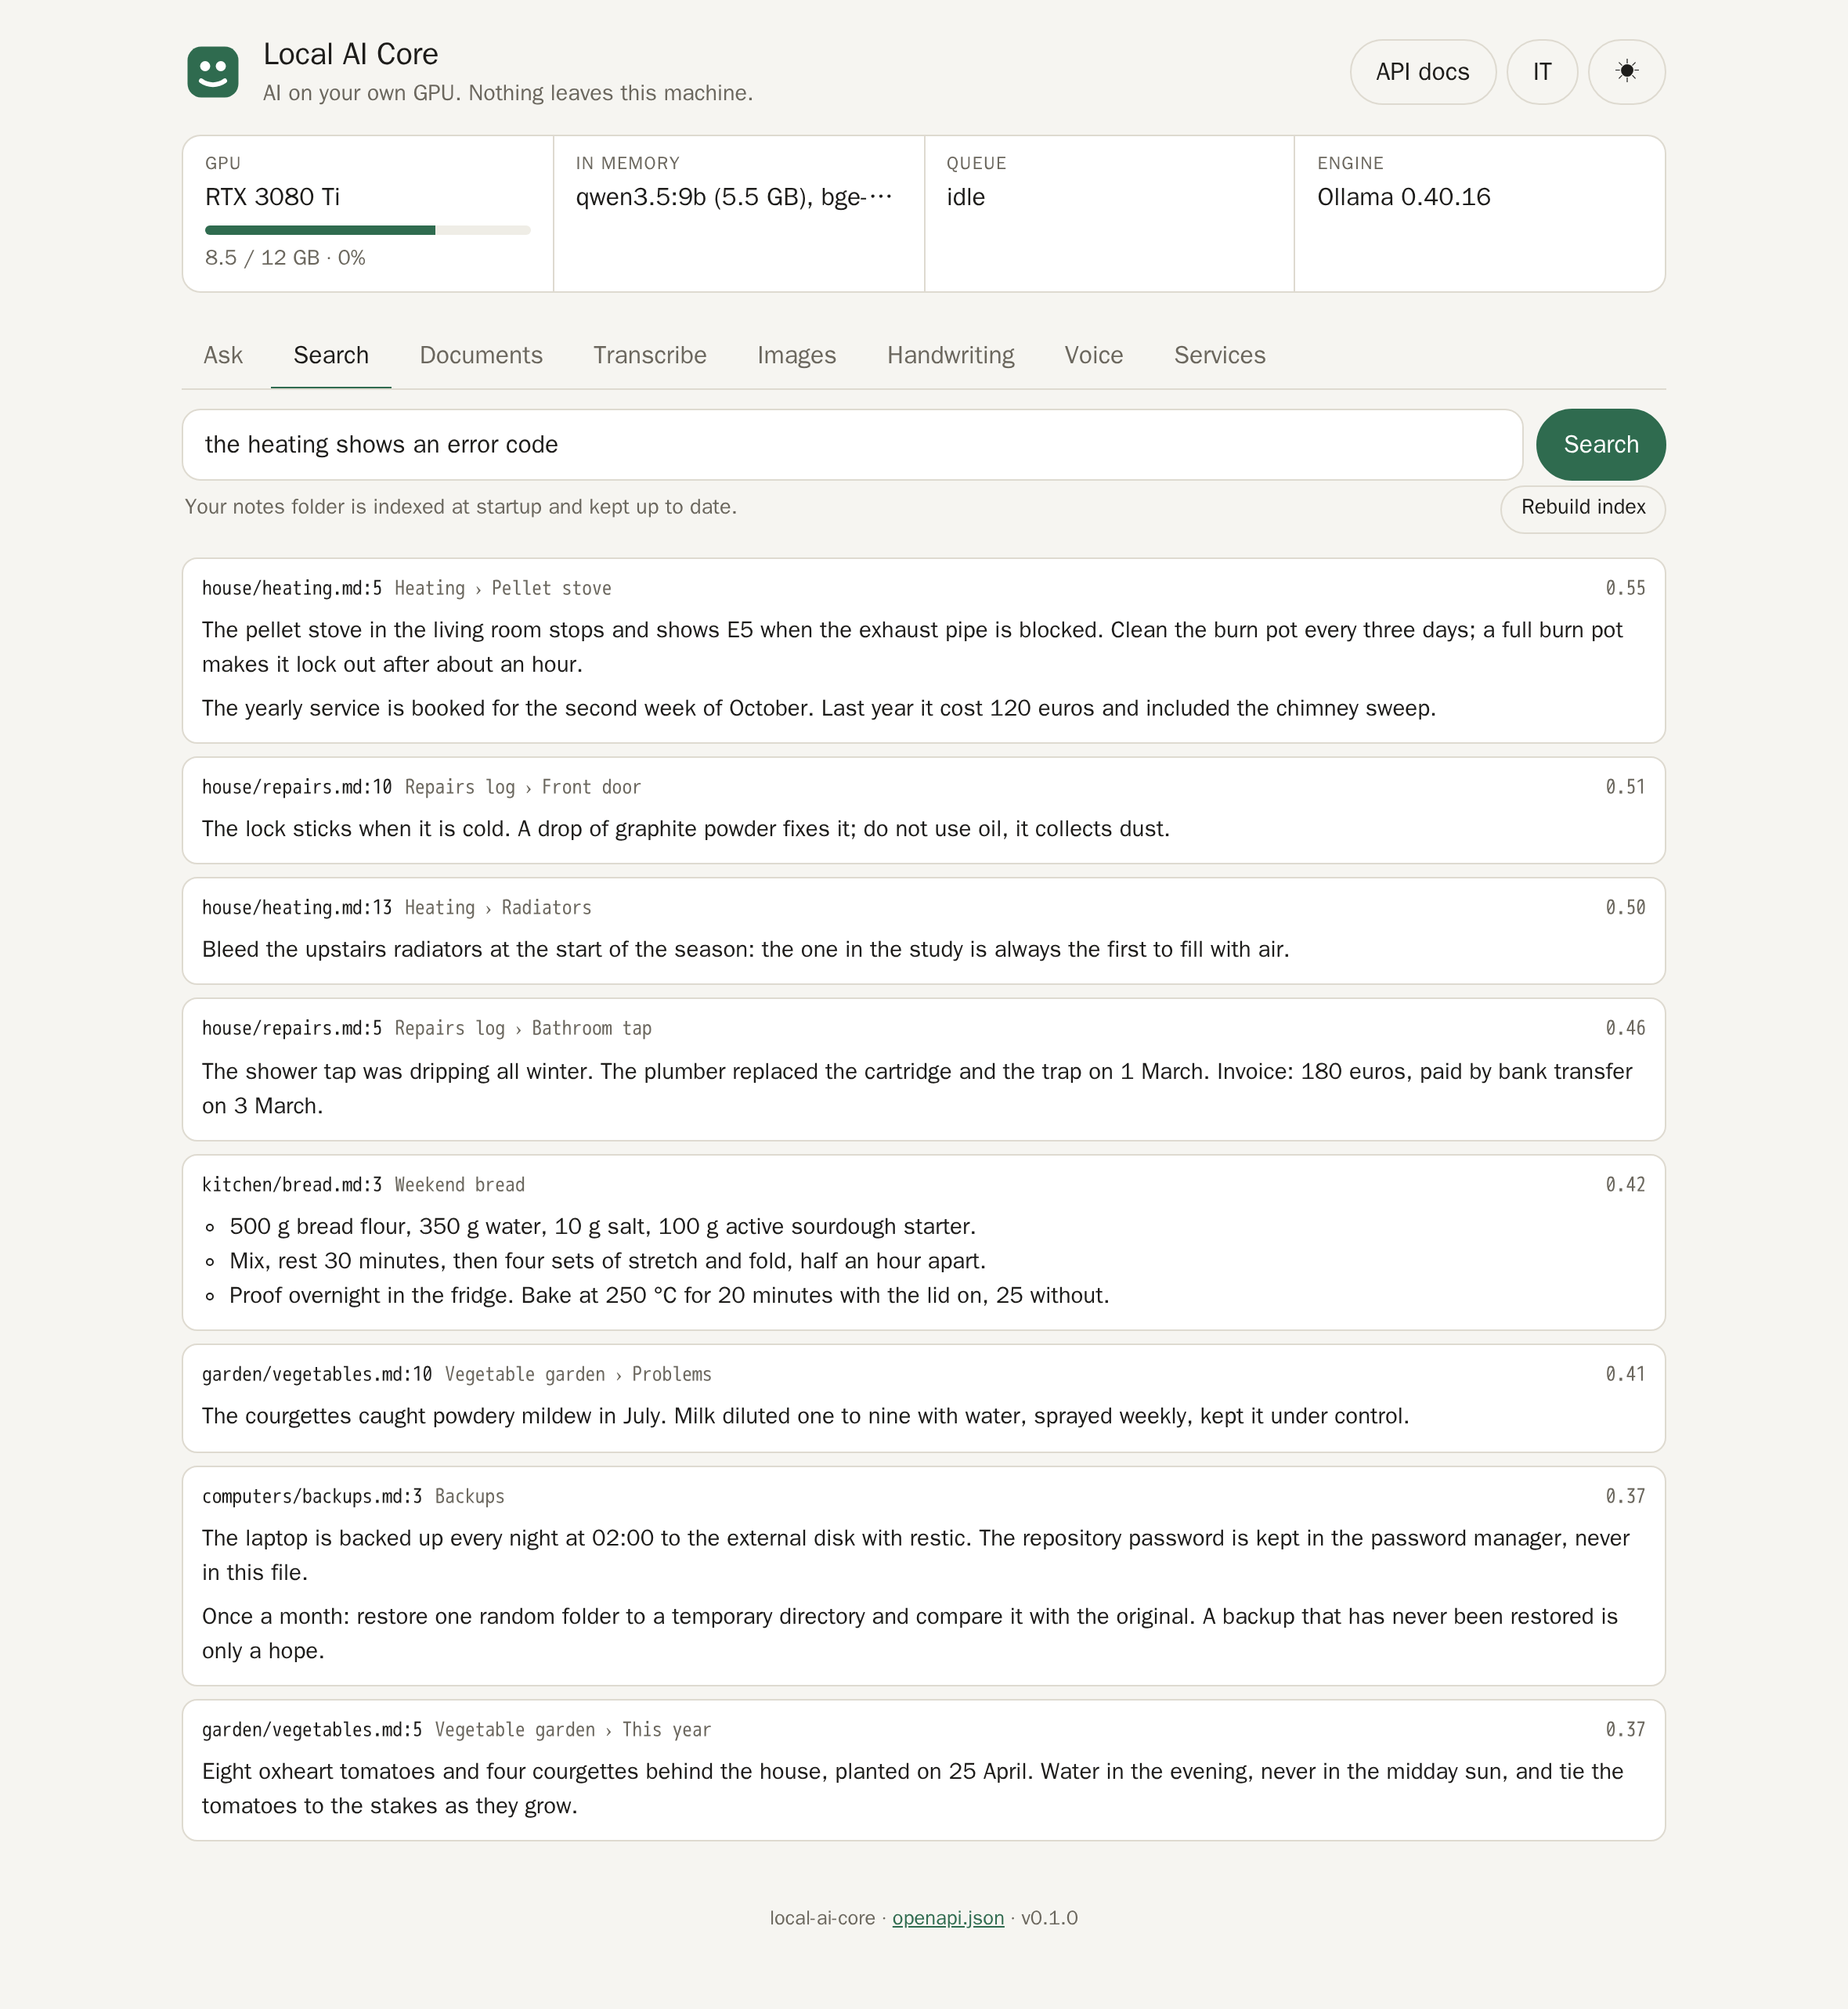 Local AI Core
AI on your own GPU. Nothing leaves this machine.
API docs
IT
GPU
RTX 3080 Ti
8.5 / 12 GB · 0%
IN MEMORY
qwen3.5:9b (5.5 GB), bge-···
QUEUE
idle
ENGINE
Ollama 0.40.16
Ask
Search
Documents
Transcribe
Images
Handwriting
Voice
Services
the heating shows an error code
Search
Your notes folder is indexed at startup and kept up to date.
Rebuild index
house/heating.md:5 Heating › Pellet stove 0.55
The pellet stove in the living room stops and shows E5 when the exhaust pipe is blocked. Clean the burn pot every three days; a full burn pot
makes it lock out after about an hour.
The yearly service is booked for the second week of October. Last year it cost 120 euros and included the chimney sweep.
house/repairs.md:10 Repairs log › Front door 0.51
The lock sticks when it is cold. A drop of graphite powder fixes it; do not use oil, it collects dust.
house/heating.md:13 Heating › Radiators 0.50
Bleed the upstairs radiators at the start of the season: the one in the study is always the first to fill with air.
house/repairs.md:5 Repairs log › Bathroom tap 0.46
The shower tap was dripping all winter. The plumber replaced the cartridge and the trap on 1 March. Invoice: 180 euros, paid by bank transfer
on 3 March.
kitchen/bread.md:3 Weekend bread 0.42
500 g bread flour, 350 g water, 10 g salt, 100 g active sourdough starter.
Mix, rest 30 minutes, then four sets of stretch and fold, half an hour apart.
Proof overnight in the fridge. Bake at 250 °C for 20 minutes with the lid on, 25 without.
garden/vegetables.md:10 Vegetable garden › Problems 0.41
The courgettes caught powdery mildew in July. Milk diluted one to nine with water, sprayed weekly, kept it under control.
computers/backups.md:3 Backups 0.37
The laptop is backed up every night at 02:00 to the external disk with restic. The repository password is kept in the password manager, never
in this file.
Once a month: restore one random folder to a temporary directory and compare it with the original. A backup that has never been restored is
only a hope.
garden/vegetables.md:5 Vegetable garden › This year 0.37
Eight oxheart tomatoes and four courgettes behind the house, planted on 25 April. Water in the evening, never in the midday sun, and tie the
tomatoes to the stakes as they grow.
local-ai-core · openapi.json · v0.1.0